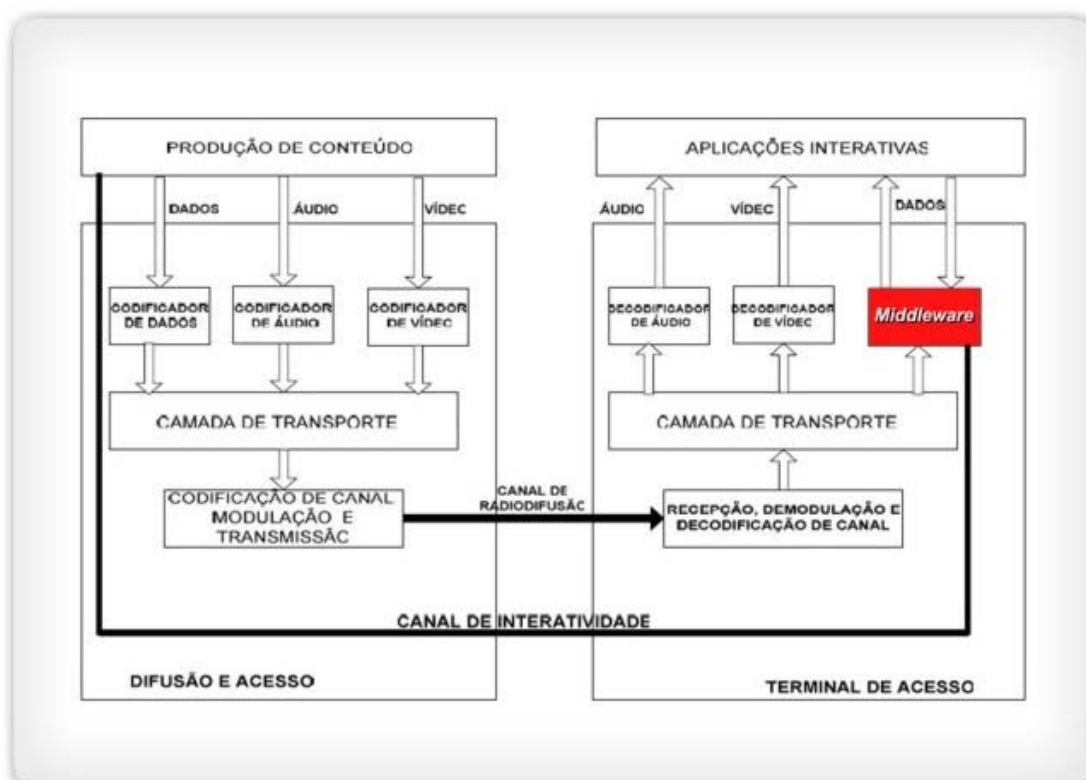 PRODUÇÃO DE CONTEÚDO
DADOS
ÁUDIO
VÍDEC
CODIFICADOR
DE DADOS
CODIFICADOR
DE ÁUDIO
CODIFICADOR
DE VÍDEC
CAMADA DE TRANSPORTE
CODIFICAÇÃO DE CANAL
MODULAÇÃO E
TRANSMISSÃC
DIFUSÃO E ACESSO
CANAL DE
RADIODIFUSÃC
CANAL DE INTERATIVIDADE
APLICAÇÕES INTERATIVAS
ÁUDIO
VÍDEC
DADOS
DECODIFICADOR
DE ÁUDIO
DECODIFICADOR
DE VÍDEC
Middleware
CAMADA DE TRANSPORTE
RECEPÇÃO, DEMODULAÇÃO E
DECODIFICAÇÃO DE CANAL
TERMINAL DE ACESSO